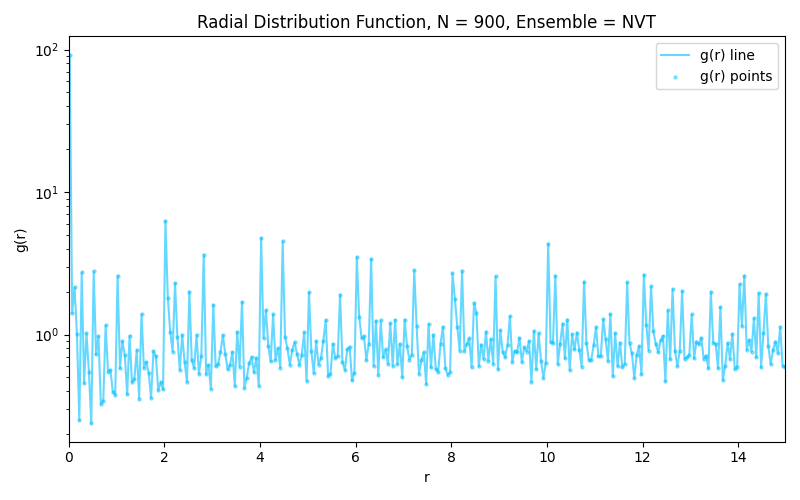 Radial Distribution Function, N = 900, Ensemble = NVT
g(r) line
g(r) points
10²
10¹
10⁰
g(r)
0 2 4 6 8 10 12 14
r